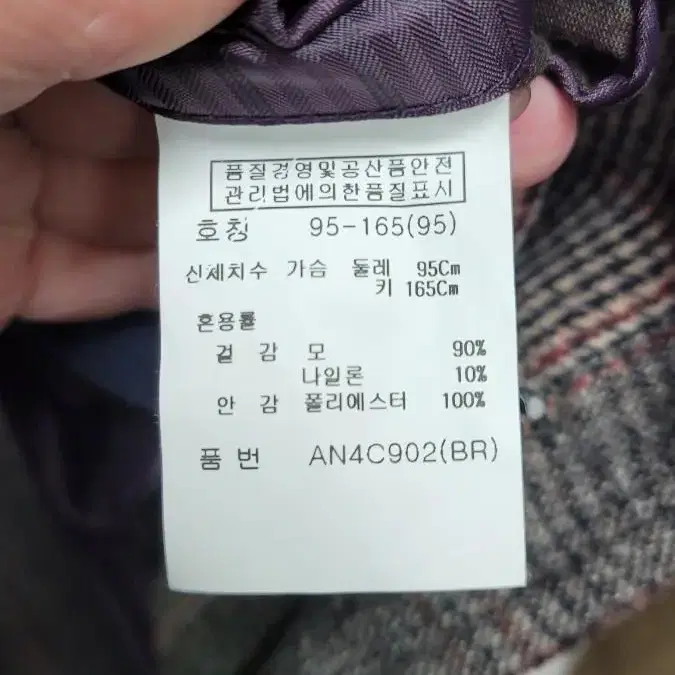 품질경영및공산품안전
관리법에의한품질표시
호칭 95-165(95)
신체치수 가슴 둘레 95Cm
키 165Cm
혼용률
겉 감 모 90%
나일론 10%
안 감 폴리에스터 100%
품 번 AN4C902(BR)